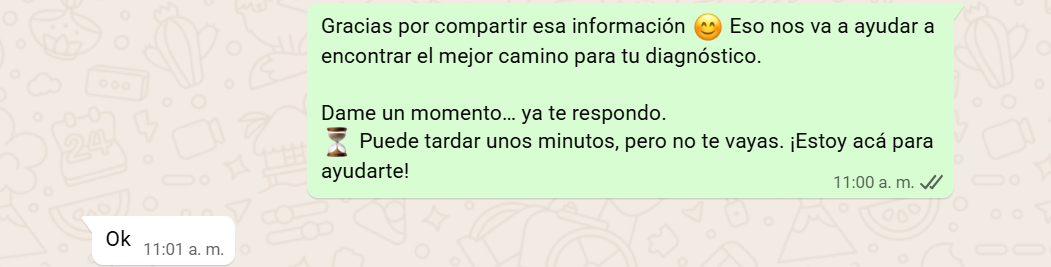 Gracias por compartir esa información 😊 Eso nos va a ayudar a
encontrar el mejor camino para tu diagnóstico.
Dame un momento… ya te respondo.
⏳ Puede tardar unos minutos, pero no te vayas. ¡Estoy acá para
ayudarte!
11:00 a. m.
Ok 11:01 a. m.